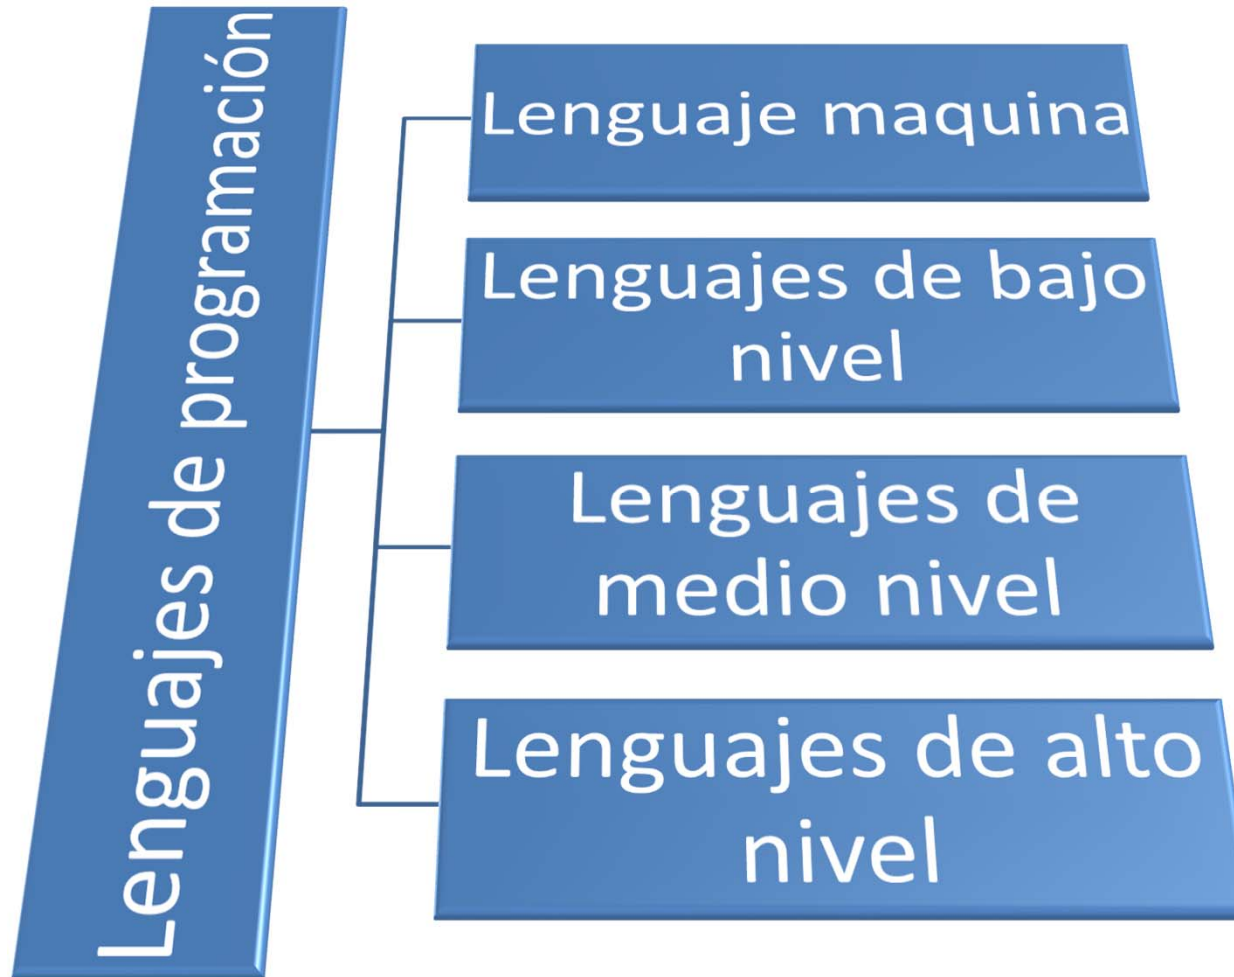 Lenguajes de programación
Lenguaje maquina
Lenguajes de bajo
nivel
Lenguajes de
medio nivel
Lenguajes de alto
nivel